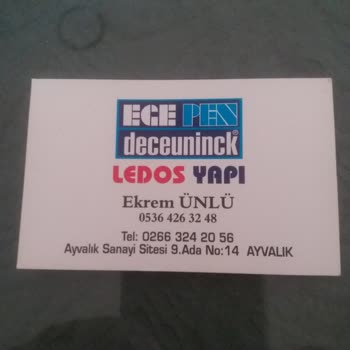 EGE PEN
deceuninck®
LEDOS YAPI
Ekrem ÜNLÜ
0536 426 32 48
Tel: 0266 324 20 56
Ayvalık Sanayi Sitesi 9.Ada No:14 AYVALIK